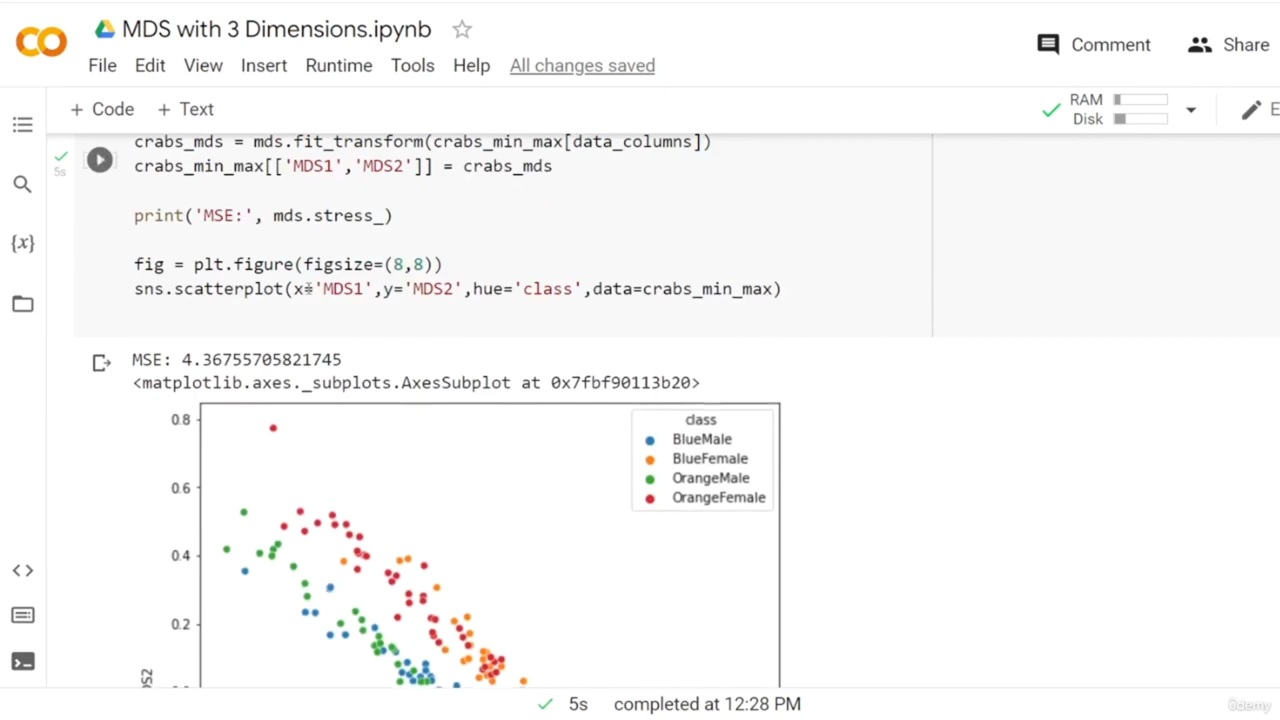 MDS with 3 Dimensions.ipynb
Comment
Share
File Edit View Insert Runtime Tools Help All changes saved
+ Code + Text
RAM
Disk
E
crabs_mds = mds.fit_transform(crabs_min_max[data_columns])
crabs_min_max[['MDS1','MDS2']] = crabs_mds
5s
print('MSE:', mds.stress_)
{x}
fig = plt.figure(figsize=(8,8))
sns.scatterplot(x='MDS1',y='MDS2',hue='class',data=crabs_min_max)
MSE: 4.36755705821745
<matplotlib.axes._subplots.AxesSubplot at 0x7fbf90113b20>
class
BlueMale
BlueFemale
OrangeMale
OrangeFemale
0.8
0.6
0.4
0.2
5s completed at 12:28 PM
ûdemy